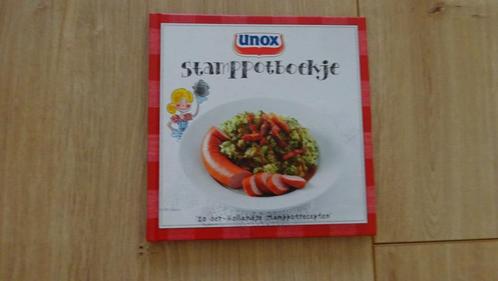 unox
Stamppotboekje
20 oer-Hollandse stamppotrecepten